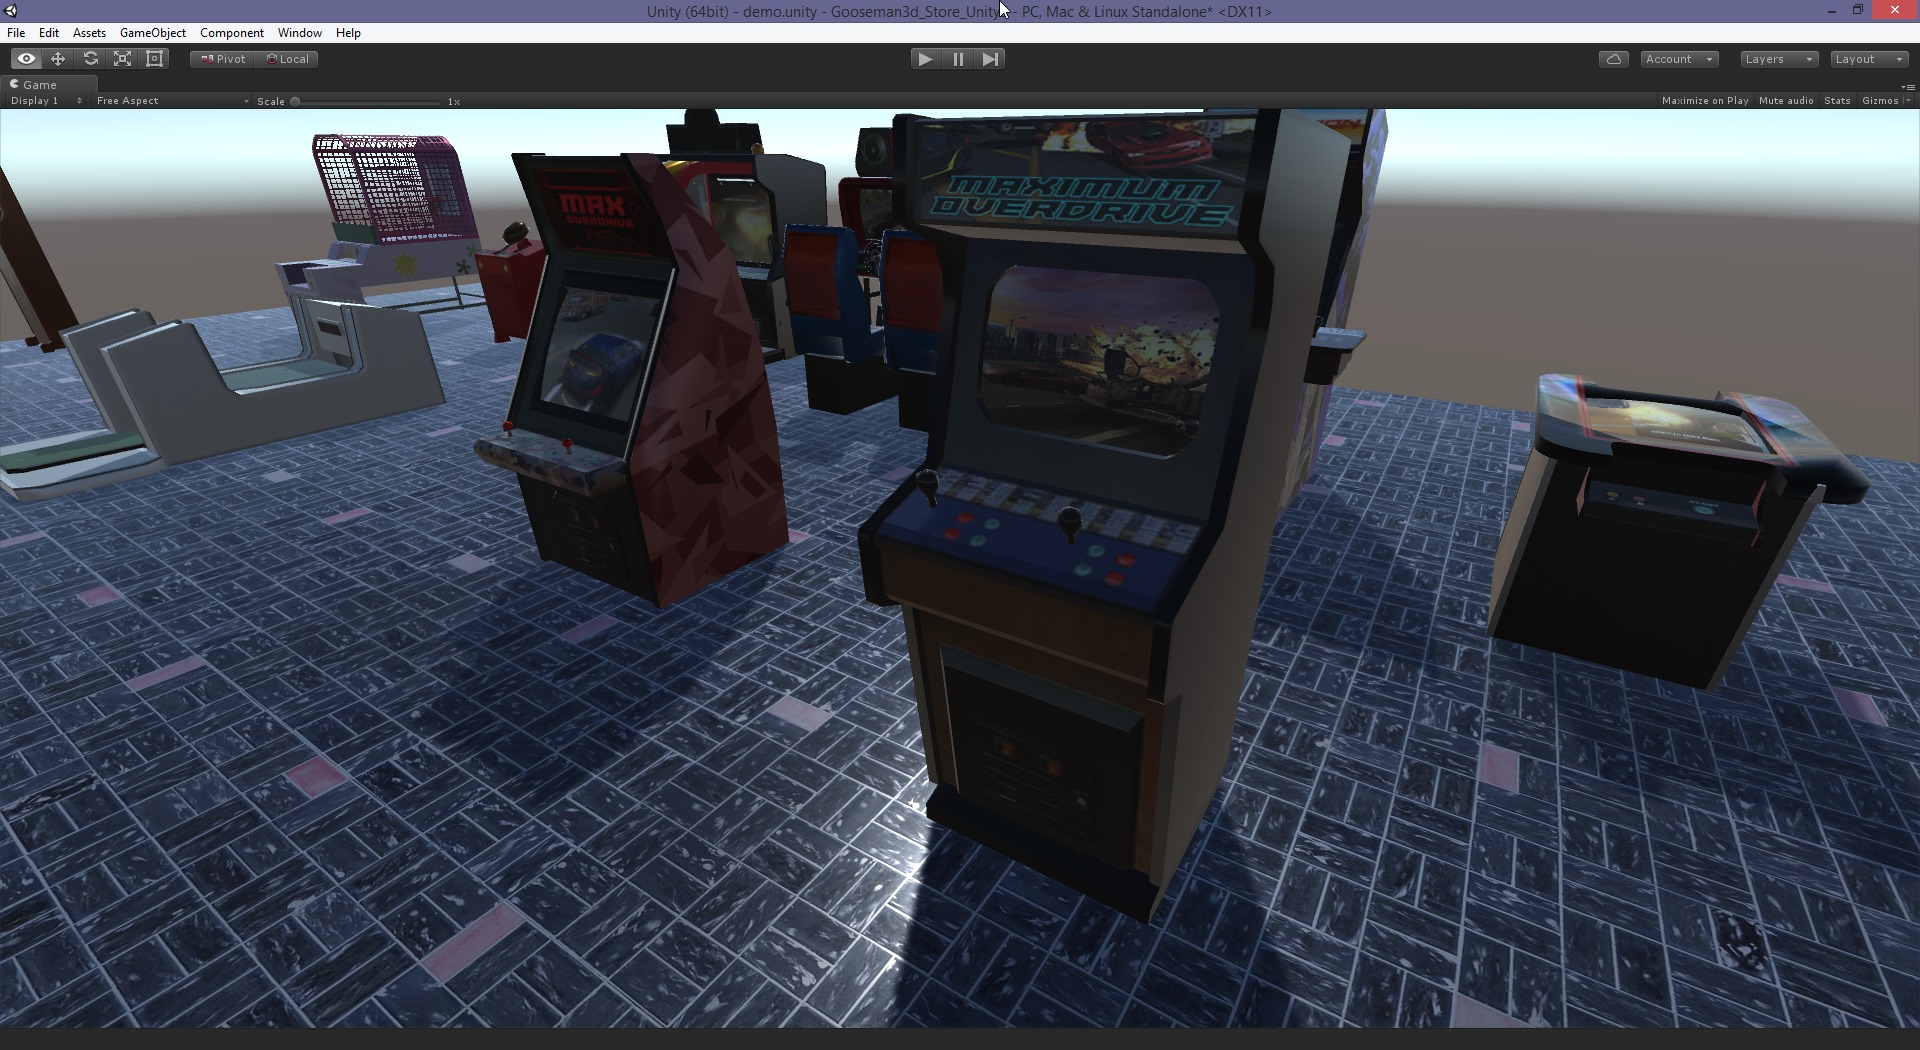 Unity (64bit) - demo.unity - Gooseman3d_Store_Unity - PC, Mac & Linux Standalone* <DX11>
File Edit Assets GameObject Component Window Help
Pivot Local Account Layers Layout
Game
Display 1 Free Aspect Scale 1x Maximize on Play Mute audio Stats Gizmos
MAX
OVERDRIVE
MAXIMUM
OVERDRIVE